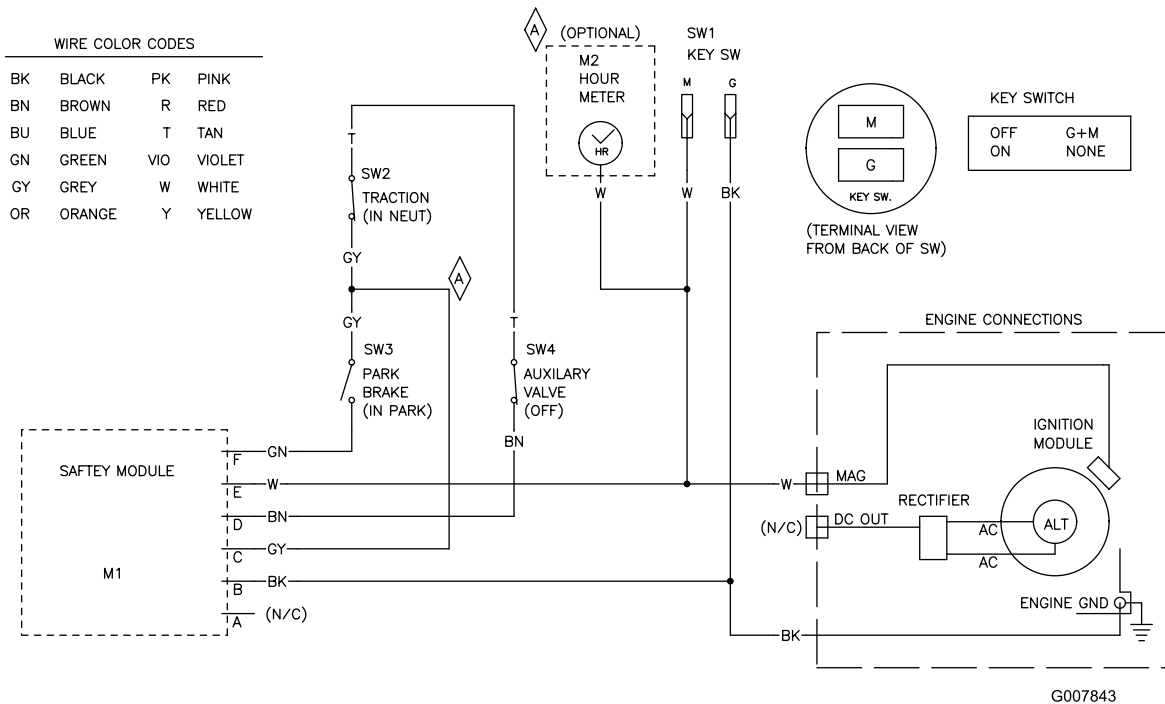 WIRE COLOR CODES
BK BLACK PK PINK
BN BROWN R RED
BU BLUE T TAN
GN GREEN VIO VIOLET
GY GREY W WHITE
OR ORANGE Y YELLOW
A
(OPTIONAL)
M2
HOUR
METER
HR
W
SW1
KEY SW
M G
W BK
M
G
KEY SW.
(TERMINAL VIEW
FROM BACK OF SW)
KEY SWITCH
OFF G+M
ON NONE
T
SW2
TRACTION
(IN NEUT)
GY
A
GY
SW3
PARK
BRAKE
(IN PARK)
T
SW4
AUXILARY
VALVE
(OFF)
BN
SAFTEY MODULE
M1
F GN
E W
D BN
C GY
B BK
A (N/C)
ENGINE CONNECTIONS
IGNITION
MODULE
W MAG
RECTIFIER
(N/C) DC OUT
AC
ALT
AC
ENGINE GND
BK
G007843